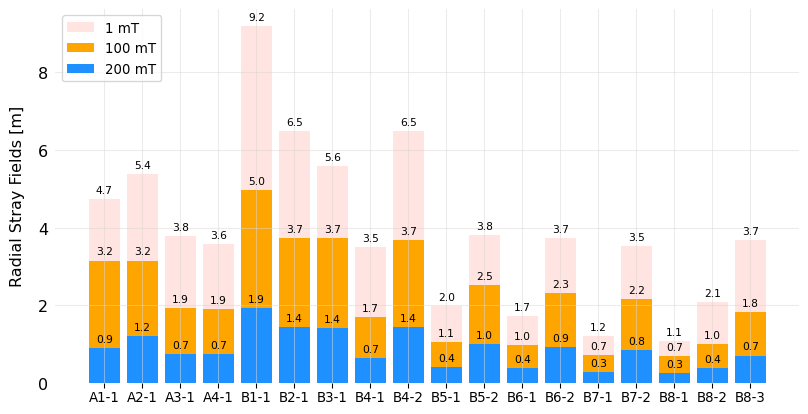 1 mT
100 mT
200 mT
Radial Stray Fields [m]
8
6
4
2
0
4.7 5.4 3.8 3.6 9.2 6.5 5.6 3.5 6.5 2.0 3.8 1.7 3.7 1.2 3.5 1.1 2.1 3.7
3.2 3.2 1.9 1.9 5.0 3.7 3.7 1.7 3.7 1.1 2.5 1.0 2.3 0.7 2.2 0.7 1.0 1.8
0.9 1.2 0.7 0.7 1.9 1.4 1.4 0.7 1.4 0.4 1.0 0.4 0.9 0.3 0.8 0.3 0.4 0.7
A1-1 A2-1 A3-1 A4-1 B1-1 B2-1 B3-1 B4-1 B4-2 B5-1 B5-2 B6-1 B6-2 B7-1 B7-2 B8-1 B8-2 B8-3